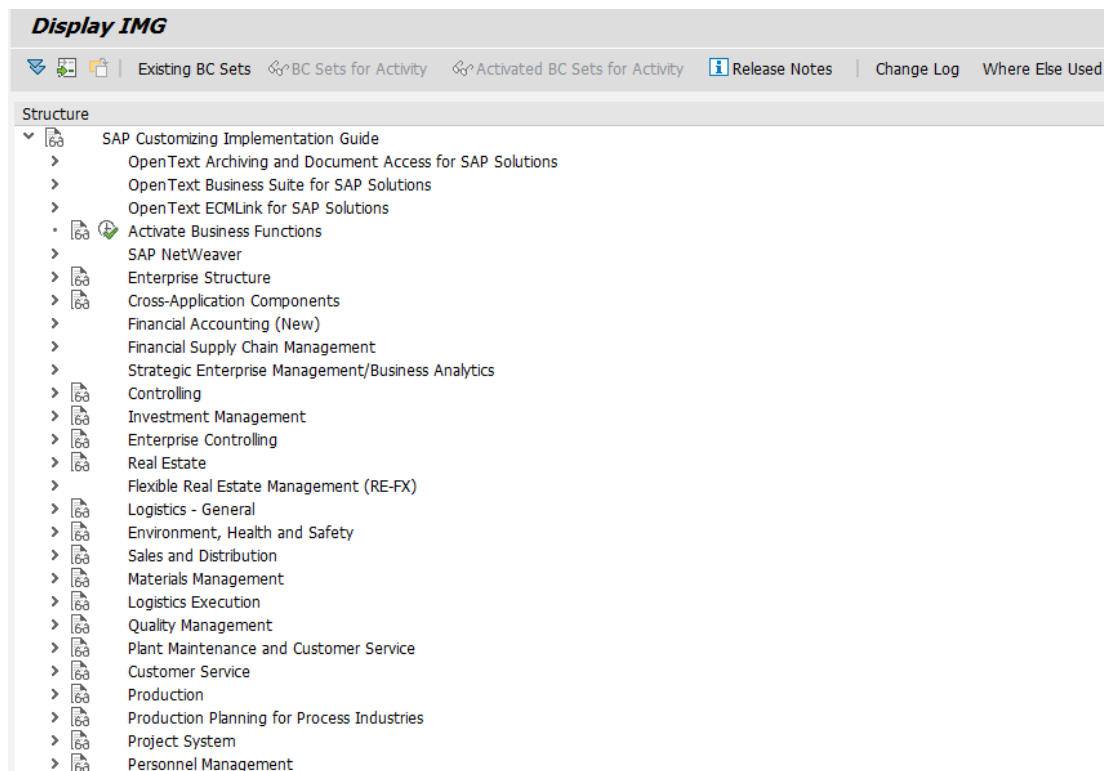 Display IMG
Existing BC Sets BC Sets for Activity Activated BC Sets for Activity Release Notes Change Log Where Else Used
Structure
SAP Customizing Implementation Guide
OpenText Archiving and Document Access for SAP Solutions
OpenText Business Suite for SAP Solutions
OpenText ECMLink for SAP Solutions
Activate Business Functions
SAP NetWeaver
Enterprise Structure
Cross-Application Components
Financial Accounting (New)
Financial Supply Chain Management
Strategic Enterprise Management/Business Analytics
Controlling
Investment Management
Enterprise Controlling
Real Estate
Flexible Real Estate Management (RE-FX)
Logistics - General
Environment, Health and Safety
Sales and Distribution
Materials Management
Logistics Execution
Quality Management
Plant Maintenance and Customer Service
Customer Service
Production
Production Planning for Process Industries
Project System
Personnel Management